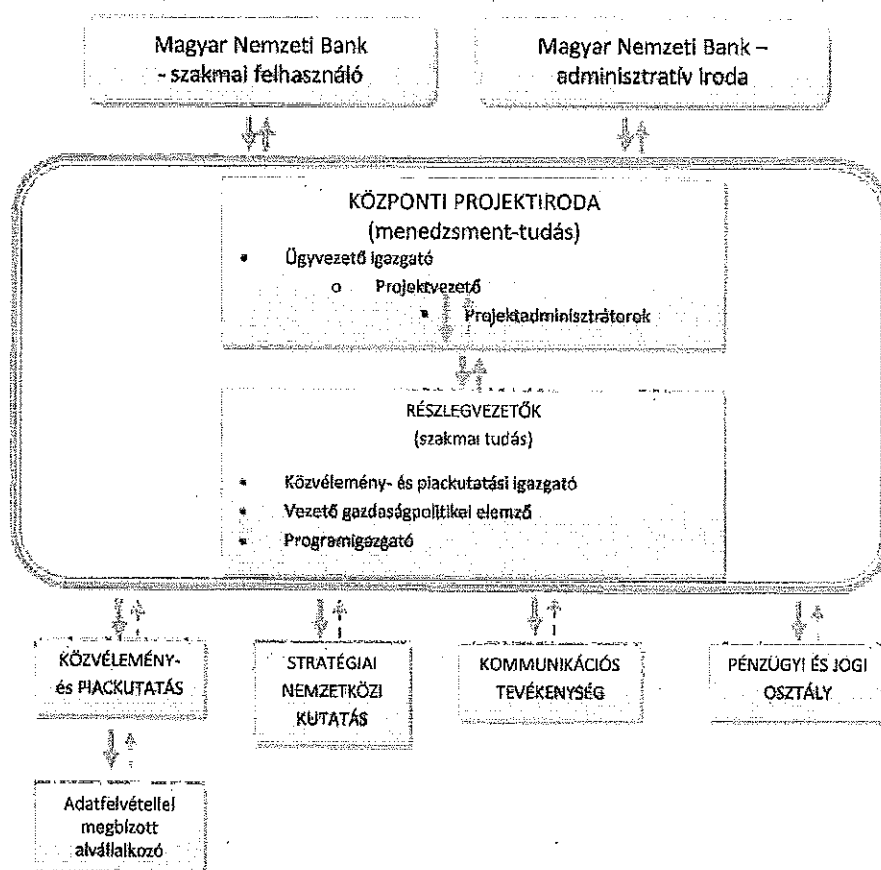 Magyar Nemzeti Bank
- szakmai felhasználó
Magyar Nemzeti Bank –
adminisztratív iroda
KÖZPONTI PROJEKTIRODA
(menedzsment-tudás)
• Ügyvezető igazgató
o Projektvezető
• Projektadminisztrátorok
RÉSZLEGVEZETŐK
(szakmai tudás)
• Közvélemény- és piackutatási igazgató
• Vezető gazdaságpolitikai elemző
• Programigazgató
KÖZVÉLEMÉNY-
és PIACKUTATÁS
STRATÉGIAI
NEMZETKÖZI
KUTATÁS
KOMMUNIKÁCIÓS
TEVÉKENYSÉG
PÉNZÜGYI ÉS JOGI
OSZTÁLY
Adatfelvétellel
megbízott
alvállalkozó